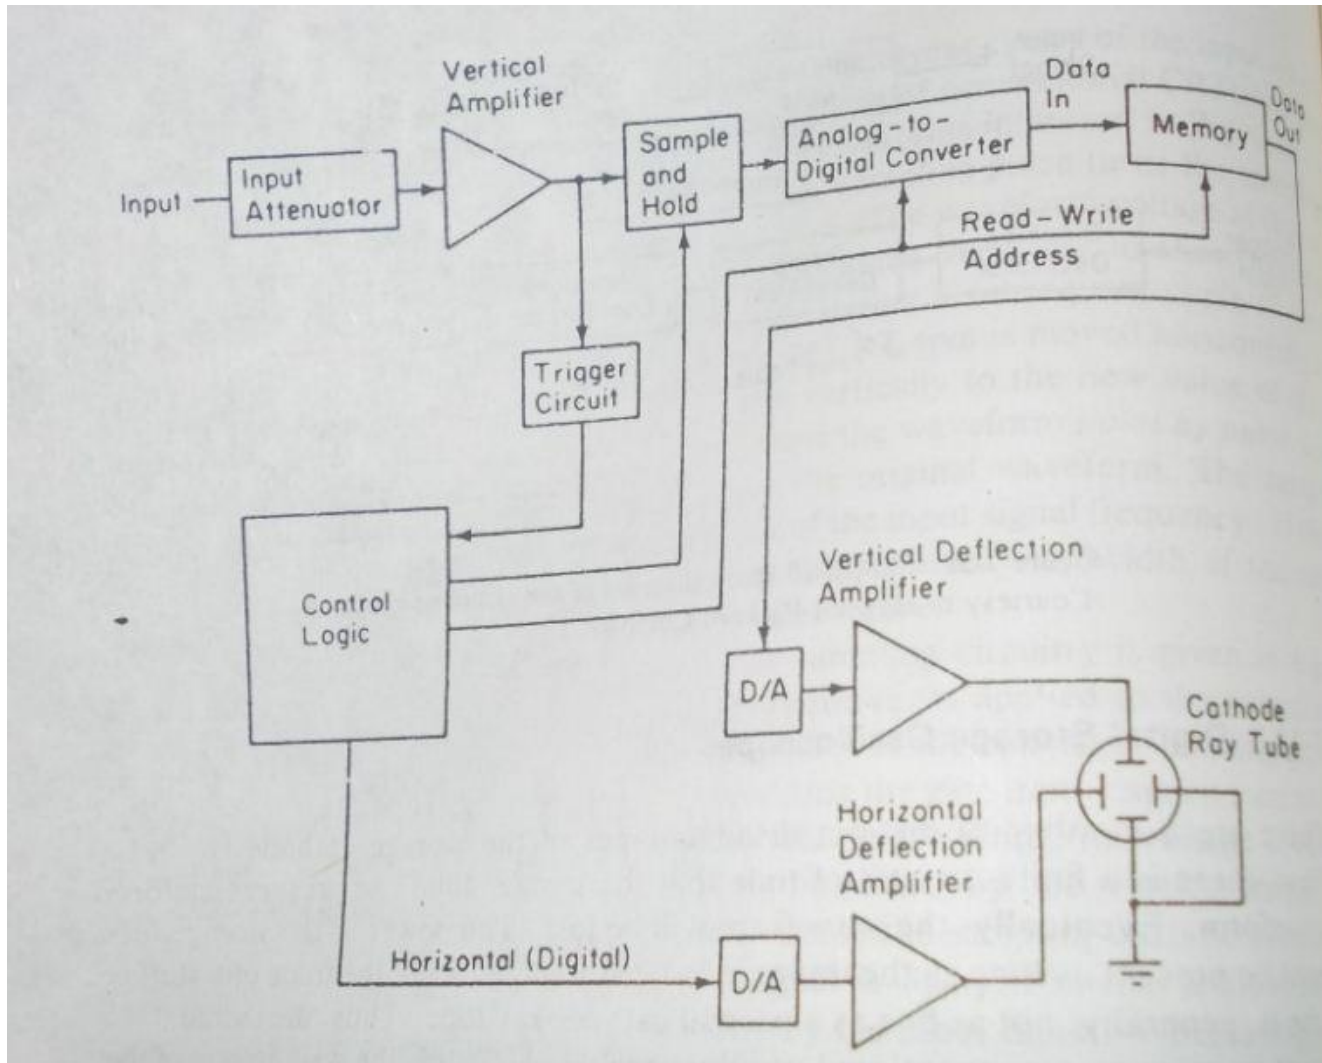 Vertical
Amplifier
Data
In
Data
Out
Sample
and
Hold
Analog-to-
Digital Converter
Memory
Input
Input
Attenuator
Read-Write
Address
Trigger
Circuit
Control
Logic
Vertical Deflection
Amplifier
D/A
Cathode
Ray Tube
Horizontal
Deflection
Amplifier
Horizontal (Digital)
D/A